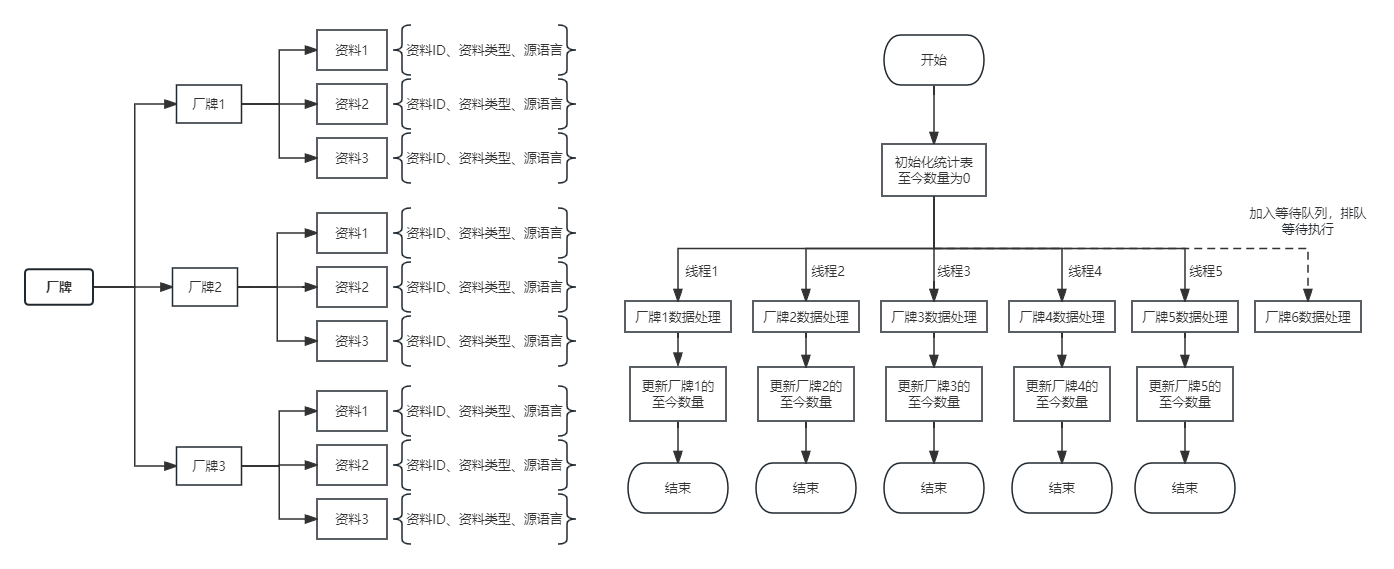 厂牌
厂牌1
资料1
资料ID、资料类型、源语言
资料2
资料ID、资料类型、源语言
资料3
资料ID、资料类型、源语言
厂牌2
资料1
资料ID、资料类型、源语言
资料2
资料ID、资料类型、源语言
资料3
资料ID、资料类型、源语言
厂牌3
资料1
资料ID、资料类型、源语言
资料2
资料ID、资料类型、源语言
资料3
资料ID、资料类型、源语言
开始
初始化统计表
至今数量为0
加入等待队列，排队
等待执行
线程1
线程2
线程3
线程4
线程5
厂牌1数据处理
厂牌2数据处理
厂牌3数据处理
厂牌4数据处理
厂牌5数据处理
厂牌6数据处理
更新厂牌1的
至今数量
更新厂牌2的
至今数量
更新厂牌3的
至今数量
更新厂牌4的
至今数量
更新厂牌5的
至今数量
结束
结束
结束
结束
结束